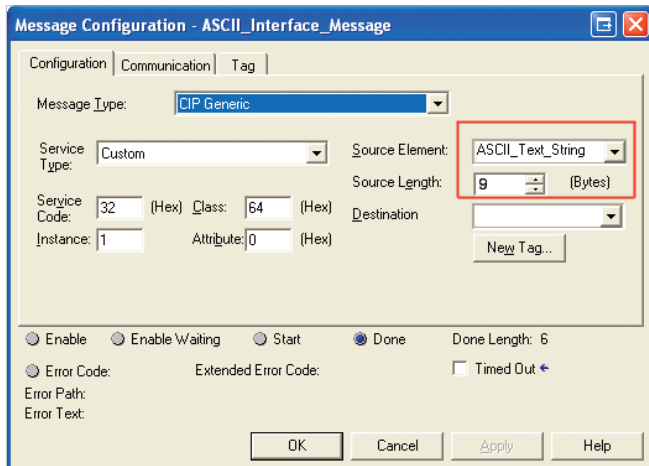 Message Configuration - ASCII_Interface_Message
Configuration Communication Tag
Message Type: CIP Generic
Service Type: Custom
Source Element: ASCII_Text_String
Source Length: 9 (Bytes)
Service Code: 32 (Hex) Class: 64 (Hex)
Destination
Instance: 1 Attribute: 0 (Hex)
New Tag...
Enable Enable Waiting Start Done Done Length: 6
Error Code: Extended Error Code: Timed Out
Error Path:
Error Text:
OK Cancel Apply Help